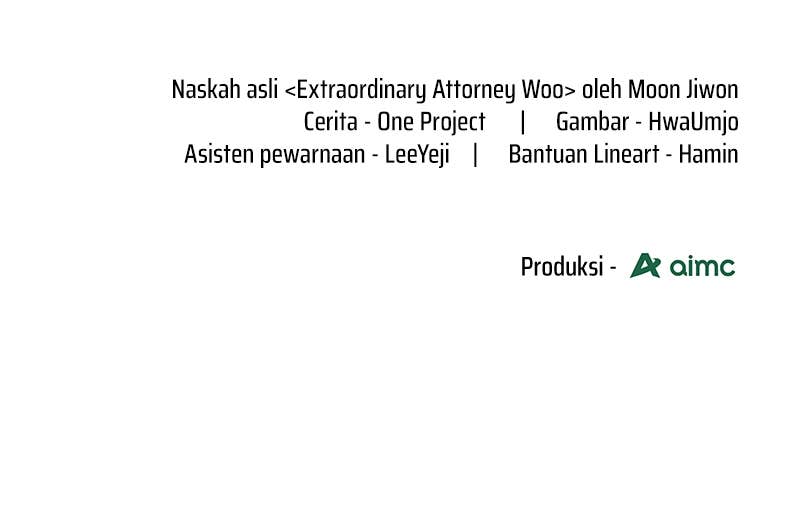 Naskah asli <Extraordinary Attorney Woo> oleh Moon Jiwon
Cerita - One Project | Gambar - HwaUmjo
Asisten pewarnaan - LeeYeji | Bantuan Lineart - Hamin
Produksi - aimc